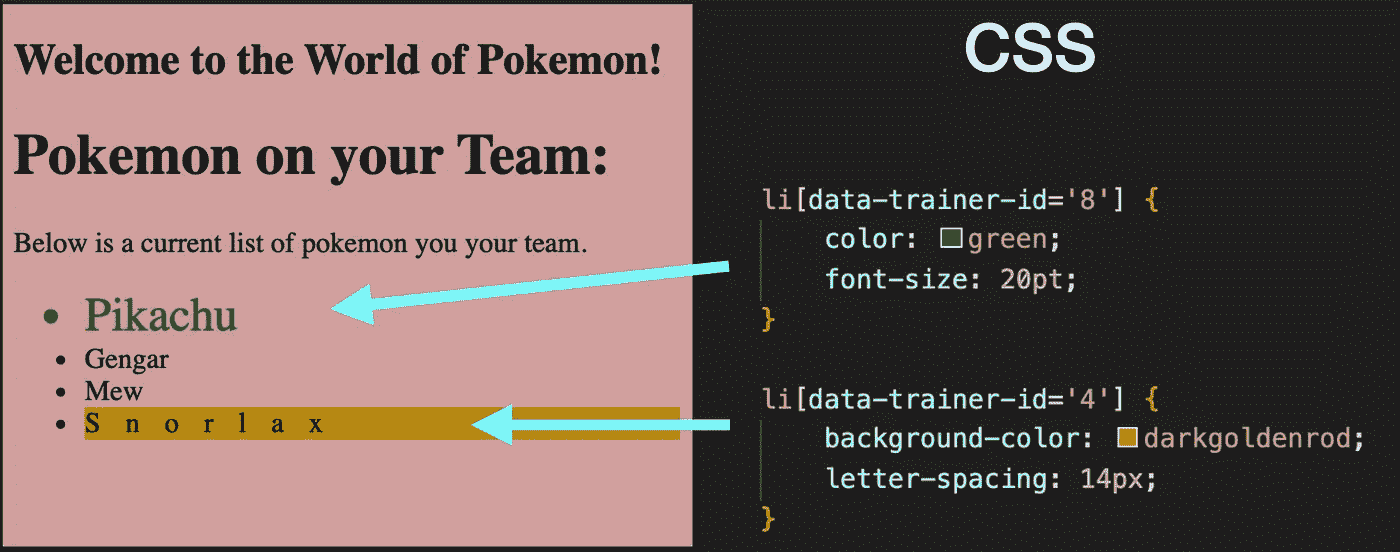 Welcome to the World of Pokemon!
Pokemon on your Team:
Below is a current list of pokemon you your team.
• Pikachu
• Gengar
• Mew
• S n o r l a x
CSS
li[data-trainer-id='8'] {
color: green;
font-size: 20pt;
}
li[data-trainer-id='4'] {
background-color: darkgoldenrod;
letter-spacing: 14px;
}